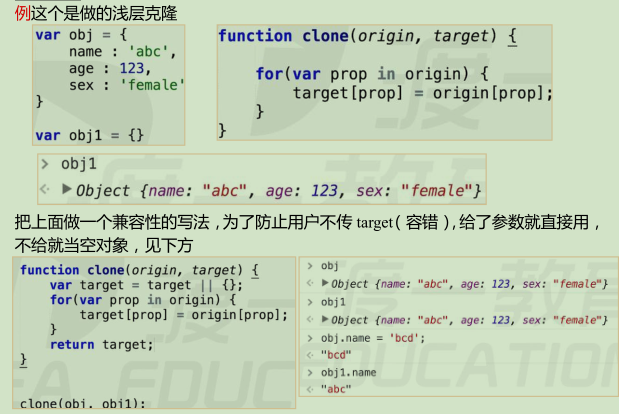 例这个是做的浅层克隆
var obj = {
name : 'abc',
age : 123,
sex : 'female'
}
var obj1 = {}
function clone(origin, target) {
for(var prop in origin) {
target[prop] = origin[prop];
}
}
> obj1
Object {name: "abc", age: 123, sex: "female"}
把上面做一个兼容性的写法，为了防止用户不传 target（容错），给了参数就直接用，
不给就当空对象，见下方
function clone(origin, target) {
var target = target || {};
for(var prop in origin) {
target[prop] = origin[prop];
}
return target;
}
clone(obj, obj1);
> obj
Object {name: "abc", age: 123, sex: "female"}
> obj1
Object {name: "abc", age: 123, sex: "female"}
> obj.name = 'bcd';
"bcd"
> obj1.name
"abc"